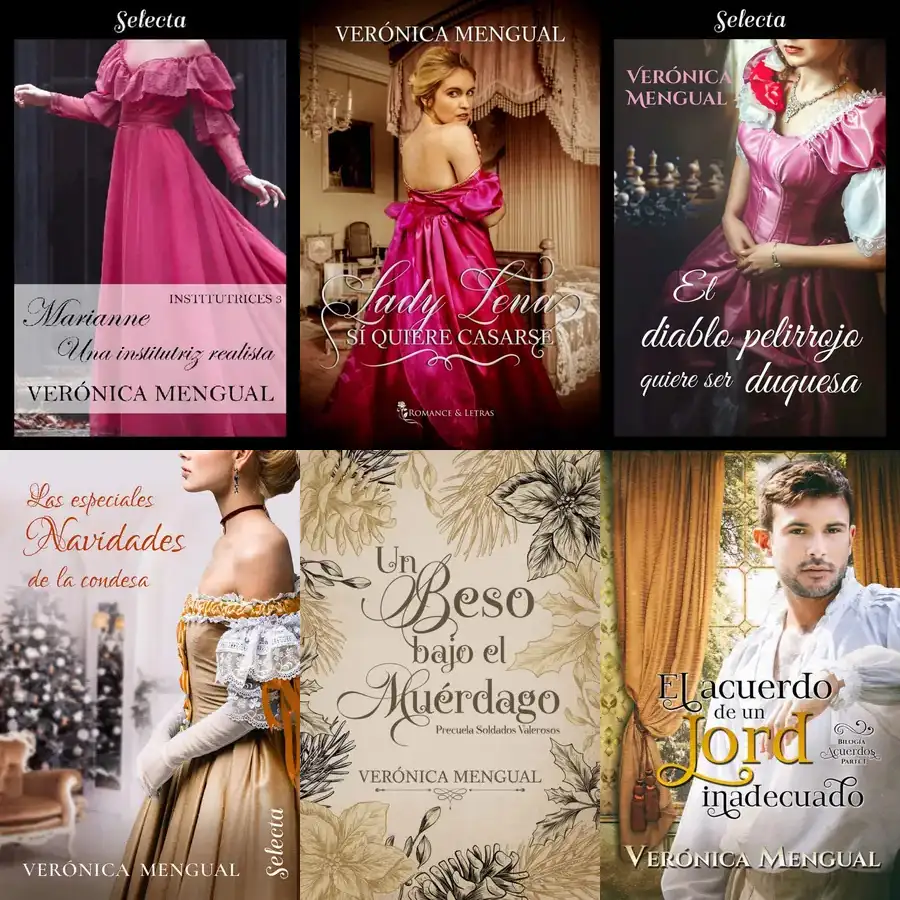 Selecta
INSTITUTRICES 3
Marianne
Una institutriz realista
VERÓNICA MENGUAL
VERÓNICA MENGUAL
Lady Lena
SÍ QUIERE CASARSE
ROMANCE & LETRAS
Selecta
VERÓNICA
MENGUAL
El
diablo pelirrojo
quiere ser duquesa
Las especiales
Navidades
de la condesa
VERÓNICA MENGUAL
Selecta
Un
Beso
bajo el
Muérdago
Precuela Soldados Valerosos
VERÓNICA MENGUAL
El acuerdo
de un
Lord
BILOGÍA
Acuerdos
PARTE I
inadecuado
VERÓNICA MENGUAL